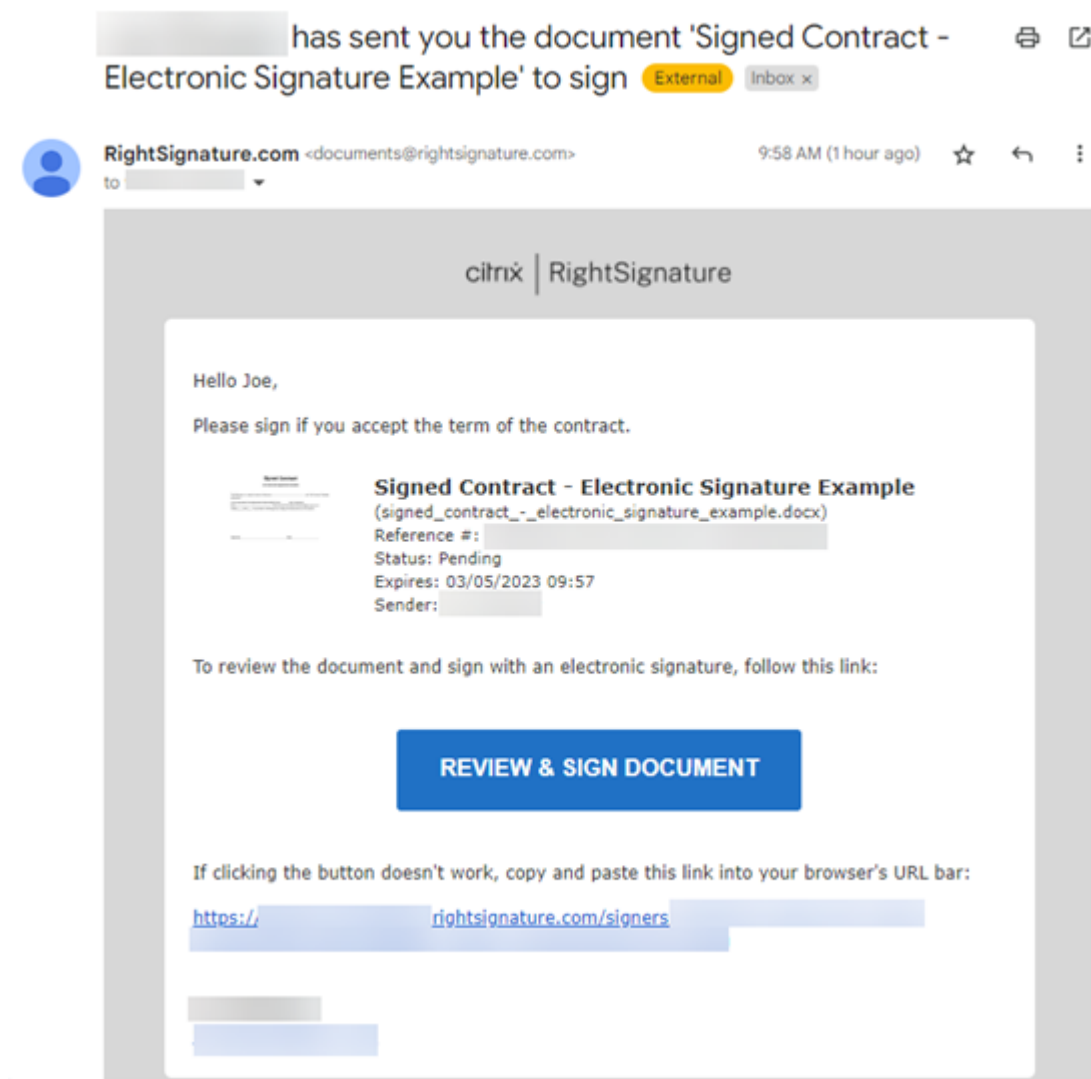 has sent you the document 'Signed Contract -
Electronic Signature Example' to sign External Inbox x
RightSignature.com <documents@rightsignature.com> 9:58 AM (1 hour ago)
to
citrix | RightSignature
Hello Joe,
Please sign if you accept the term of the contract.
Signed Contract - Electronic Signature Example
(signed_contract_-_electronic_signature_example.docx)
Reference #:
Status: Pending
Expires: 03/05/2023 09:57
Sender:
To review the document and sign with an electronic signature, follow this link:
REVIEW & SIGN DOCUMENT
If clicking the button doesn't work, copy and paste this link into your browser's URL bar:
https:/ rightsignature.com/signers